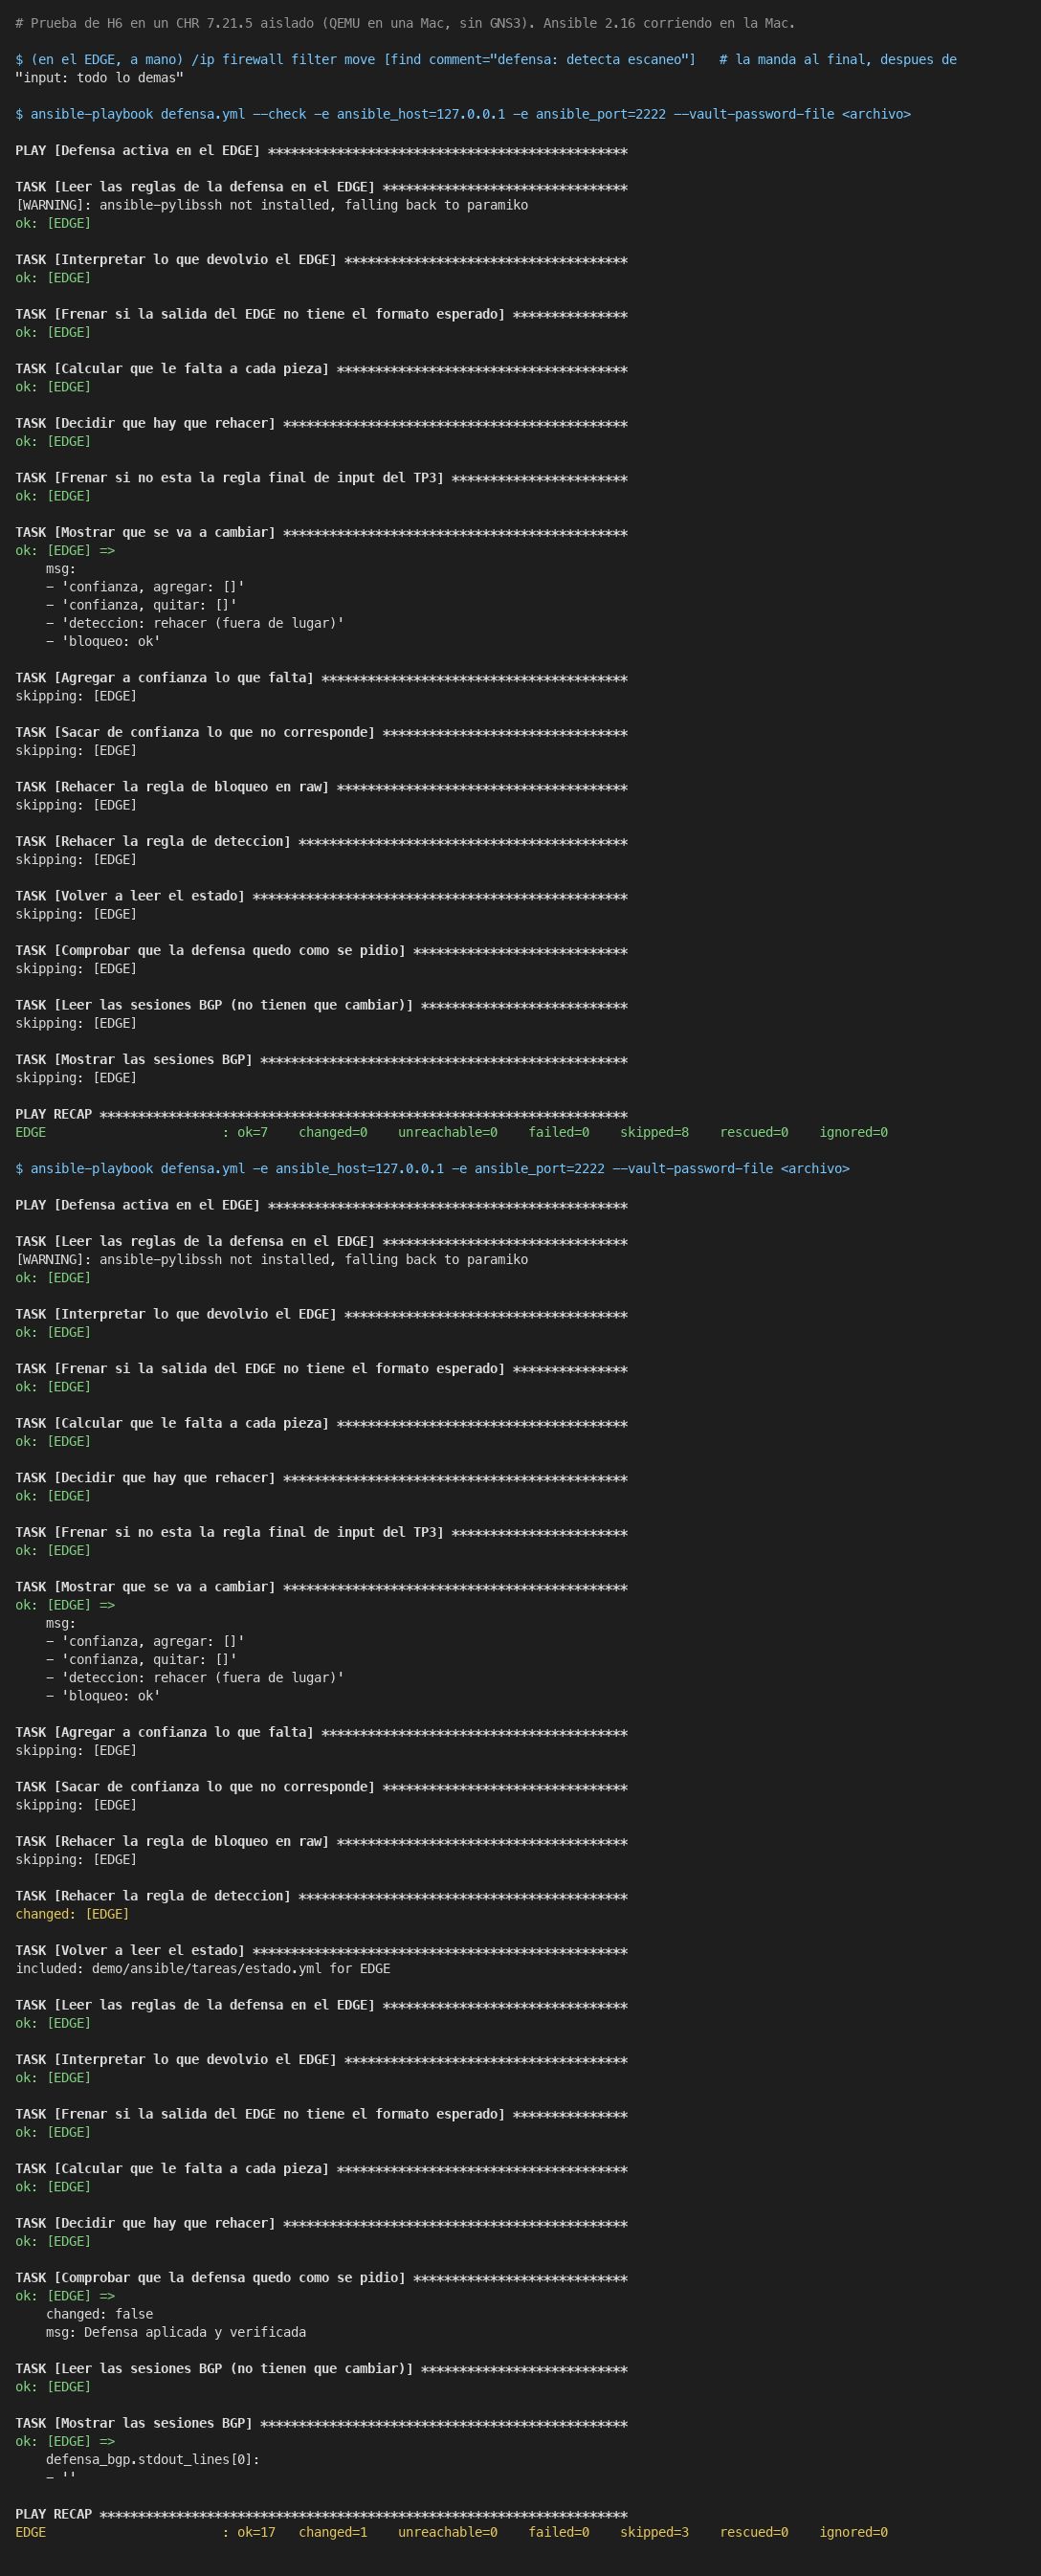 # Prueba de H6 en un CHR 7.21.5 aislado (QEMU en una Mac, sin GNS3). Ansible 2.16 corriendo en la Mac.
$ (en el EDGE, a mano) /ip firewall filter move [find comment="defensa: detecta escaneo"]   # la manda al final, despues de
"input: todo lo demas"
$ ansible-playbook defensa.yml --check -e ansible_host=127.0.0.1 -e ansible_port=2222 --vault-password-file <archivo>
PLAY [Defensa activa en el EDGE] ***********************************************
TASK [Leer las reglas de la defensa en el EDGE] ********************************
[WARNING]: ansible-pylibssh not installed, falling back to paramiko
ok: [EDGE]
TASK [Interpretar lo que devolvio el EDGE] *************************************
ok: [EDGE]
TASK [Frenar si la salida del EDGE no tiene el formato esperado] ***************
ok: [EDGE]
TASK [Calcular que le falta a cada pieza] **************************************
ok: [EDGE]
TASK [Decidir que hay que rehacer] *********************************************
ok: [EDGE]
TASK [Frenar si no esta la regla final de input del TP3] ***********************
ok: [EDGE]
TASK [Mostrar que se va a cambiar] *********************************************
ok: [EDGE] =>
    msg:
    - 'confianza, agregar: []'
    - 'confianza, quitar: []'
    - 'deteccion: rehacer (fuera de lugar)'
    - 'bloqueo: ok'
TASK [Agregar a confianza lo que falta] ****************************************
skipping: [EDGE]
TASK [Sacar de confianza lo que no corresponde] ********************************
skipping: [EDGE]
TASK [Rehacer la regla de bloqueo en raw] **************************************
skipping: [EDGE]
TASK [Rehacer la regla de deteccion] *******************************************
skipping: [EDGE]
TASK [Volver a leer el estado] *************************************************
skipping: [EDGE]
TASK [Comprobar que la defensa quedo como se pidio] ****************************
skipping: [EDGE]
TASK [Leer las sesiones BGP (no tienen que cambiar)] ***************************
skipping: [EDGE]
TASK [Mostrar las sesiones BGP] ************************************************
skipping: [EDGE]
PLAY RECAP *********************************************************************
EDGE                       : ok=7    changed=0    unreachable=0    failed=0    skipped=8    rescued=0    ignored=0
$ ansible-playbook defensa.yml -e ansible_host=127.0.0.1 -e ansible_port=2222 --vault-password-file <archivo>
PLAY [Defensa activa en el EDGE] ***********************************************
TASK [Leer las reglas de la defensa en el EDGE] ********************************
[WARNING]: ansible-pylibssh not installed, falling back to paramiko
ok: [EDGE]
TASK [Interpretar lo que devolvio el EDGE] *************************************
ok: [EDGE]
TASK [Frenar si la salida del EDGE no tiene el formato esperado] ***************
ok: [EDGE]
TASK [Calcular que le falta a cada pieza] **************************************
ok: [EDGE]
TASK [Decidir que hay que rehacer] *********************************************
ok: [EDGE]
TASK [Frenar si no esta la regla final de input del TP3] ***********************
ok: [EDGE]
TASK [Mostrar que se va a cambiar] *********************************************
ok: [EDGE] =>
    msg:
    - 'confianza, agregar: []'
    - 'confianza, quitar: []'
    - 'deteccion: rehacer (fuera de lugar)'
    - 'bloqueo: ok'
TASK [Agregar a confianza lo que falta] ****************************************
skipping: [EDGE]
TASK [Sacar de confianza lo que no corresponde] ********************************
skipping: [EDGE]
TASK [Rehacer la regla de bloqueo en raw] **************************************
skipping: [EDGE]
TASK [Rehacer la regla de deteccion] *******************************************
changed: [EDGE]
TASK [Volver a leer el estado] *************************************************
included: demo/ansible/tareas/estado.yml for EDGE
TASK [Leer las reglas de la defensa en el EDGE] ********************************
ok: [EDGE]
TASK [Interpretar lo que devolvio el EDGE] *************************************
ok: [EDGE]
TASK [Frenar si la salida del EDGE no tiene el formato esperado] ***************
ok: [EDGE]
TASK [Calcular que le falta a cada pieza] **************************************
ok: [EDGE]
TASK [Decidir que hay que rehacer] *********************************************
ok: [EDGE]
TASK [Comprobar que la defensa quedo como se pidio] ****************************
ok: [EDGE] =>
    changed: false
    msg: Defensa aplicada y verificada
TASK [Leer las sesiones BGP (no tienen que cambiar)] ***************************
ok: [EDGE]
TASK [Mostrar las sesiones BGP] ************************************************
ok: [EDGE] =>
    defensa_bgp.stdout_lines[0]:
    - ''
PLAY RECAP *********************************************************************
EDGE                       : ok=17   changed=1    unreachable=0    failed=0    skipped=3    rescued=0    ignored=0